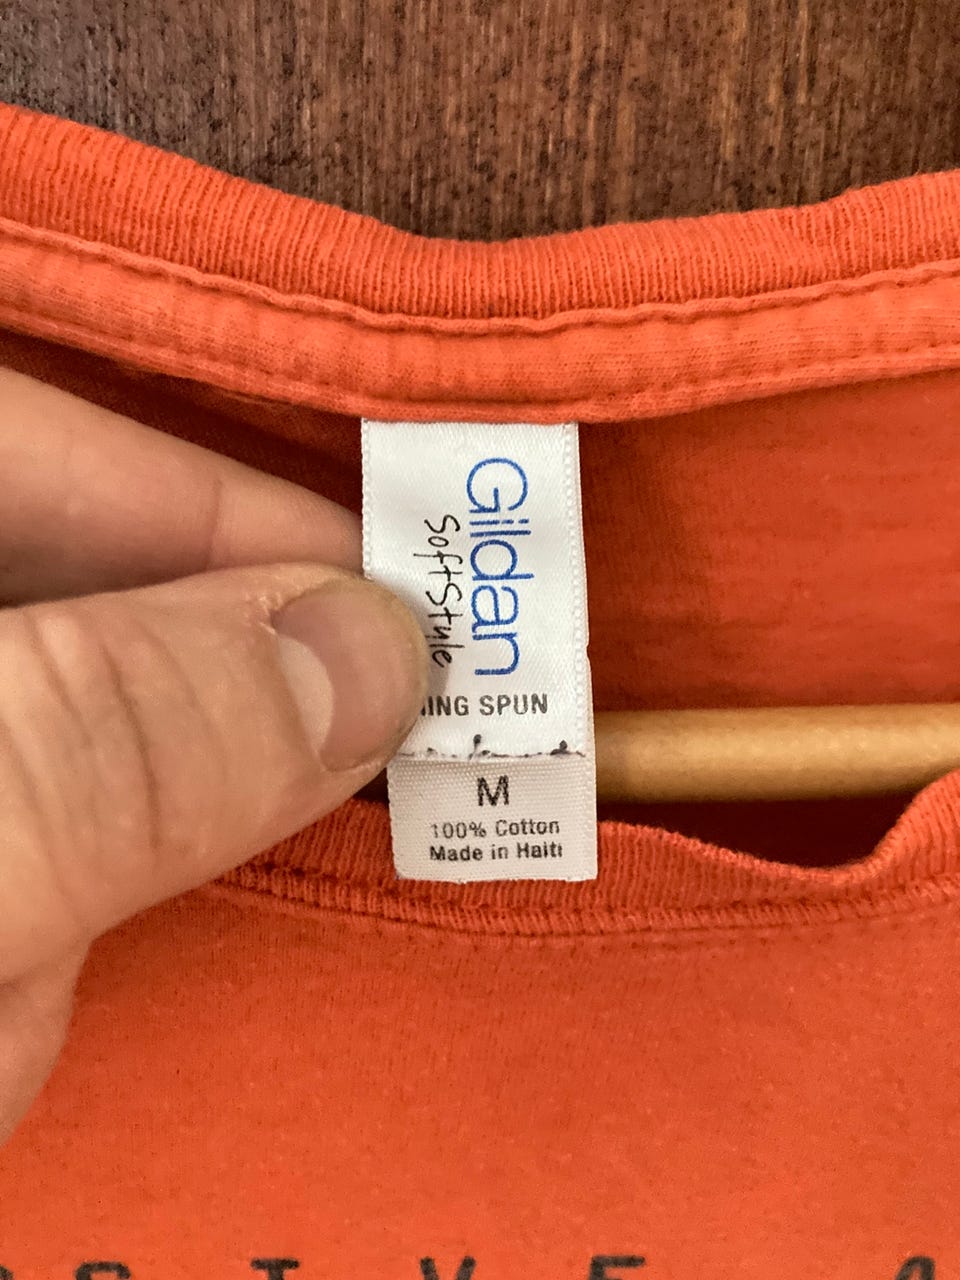 Gildan
SoftStyle
ING SPUN
M
100% Cotton
Made in Haiti